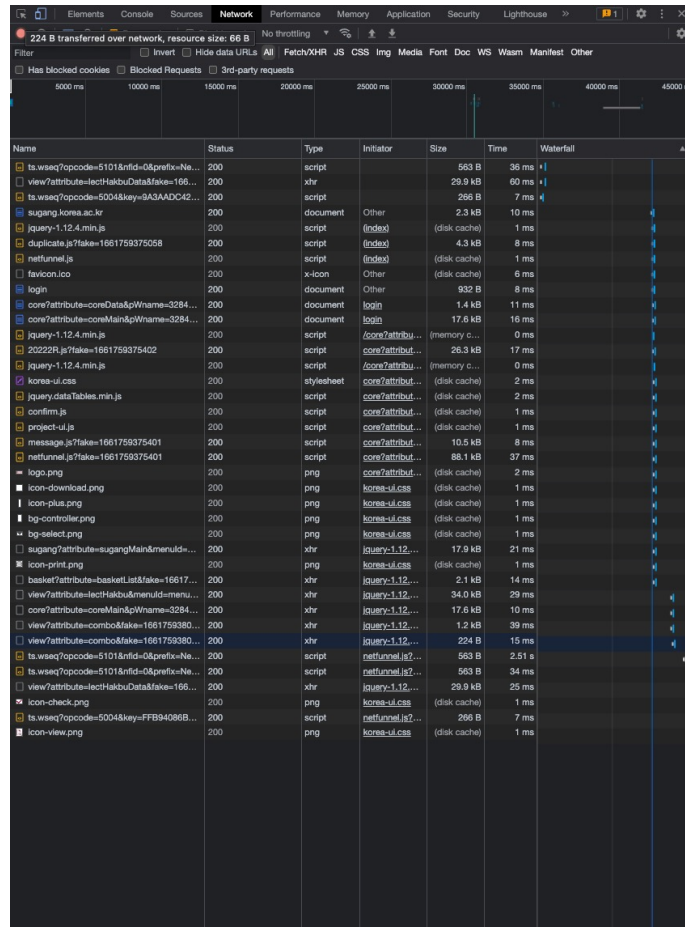 Elements Console Sources Network Performance Memory Application Security Lighthouse » 1
224 B transferred over network, resource size: 66 B No throttling
Filter Invert Hide data URLs All Fetch/XHR JS CSS Img Media Font Doc WS Wasm Manifest Other
Has blocked cookies Blocked Requests 3rd-party requests
5000 ms 10000 ms 15000 ms 20000 ms 25000 ms 30000 ms 35000 ms 40000 ms 45000
Name Status Type Initiator Size Time Waterfall
ts.wseq?opcode=5101&nfid=0&prefix=Ne... 200 script 563 B 36 ms
view?attribute=lectHakbuData&fake=166... 200 xhr 29.9 kB 60 ms
ts.wseq?opcode=5004&key=9A3AADC42... 200 script 266 B 7 ms
sugang.korea.ac.kr 200 document Other 2.3 kB 10 ms
jquery-1.12.4.min.js 200 script (index) (disk cache) 1 ms
duplicate.js?fake=1661759375058 200 script (index) 4.3 kB 8 ms
netfunnel.js 200 script (index) (disk cache) 1 ms
favicon.ico 200 x-icon Other (disk cache) 6 ms
login 200 document Other 932 B 8 ms
core?attribute=coreData&pWname=3284... 200 document login 1.4 kB 11 ms
core?attribute=coreMain&pWname=3284... 200 document login 17.6 kB 16 ms
jquery-1.12.4.min.js 200 script /core?attribu... (memory c... 0 ms
20222R.js?fake=1661759375402 200 script core?attribut... 26.3 kB 17 ms
jquery-1.12.4.min.js 200 script /core?attribu... (memory c... 0 ms
korea-ui.css 200 stylesheet core?attribut... (disk cache) 2 ms
jquery.dataTables.min.js 200 script core?attribut... (disk cache) 2 ms
confirm.js 200 script core?attribut... (disk cache) 1 ms
project-ui.js 200 script core?attribut... (disk cache) 1 ms
message.js?fake=1661759375401 200 script core?attribut... 10.5 kB 8 ms
netfunnel.js?fake=1661759375401 200 script core?attribut... 88.1 kB 37 ms
logo.png 200 png core?attribut... (disk cache) 2 ms
icon-download.png 200 png korea-ui.css (disk cache) 1 ms
icon-plus.png 200 png korea-ui.css (disk cache) 1 ms
bg-controller.png 200 png korea-ui.css (disk cache) 1 ms
bg-select.png 200 png korea-ui.css (disk cache) 1 ms
sugang?attribute=sugangMain&menuId=... 200 xhr jquery-1.12.... 17.9 kB 21 ms
icon-print.png 200 png korea-ui.css (disk cache) 1 ms
basket?attribute=basketList&fake=16617... 200 xhr jquery-1.12.... 2.1 kB 14 ms
view?attribute=lectHakbu&menuId=menu... 200 xhr jquery-1.12.... 34.0 kB 29 ms
core?attribute=coreMain&pWname=3284... 200 xhr jquery-1.12.... 17.6 kB 10 ms
view?attribute=combo&fake=1661759380... 200 xhr jquery-1.12.... 1.2 kB 39 ms
view?attribute=combo&fake=1661759380... 200 xhr jquery-1.12.... 224 B 15 ms
ts.wseq?opcode=5101&nfid=0&prefix=Ne... 200 script netfunnel.js?... 563 B 2.51 s
ts.wseq?opcode=5101&nfid=0&prefix=Ne... 200 script netfunnel.js?... 563 B 34 ms
view?attribute=lectHakbuData&fake=166... 200 xhr jquery-1.12.... 29.9 kB 25 ms
icon-check.png 200 png korea-ui.css (disk cache) 1 ms
ts.wseq?opcode=5004&key=FFB94086B... 200 script netfunnel.js?... 266 B 7 ms
icon-view.png 200 png korea-ui.css (disk cache) 1 ms